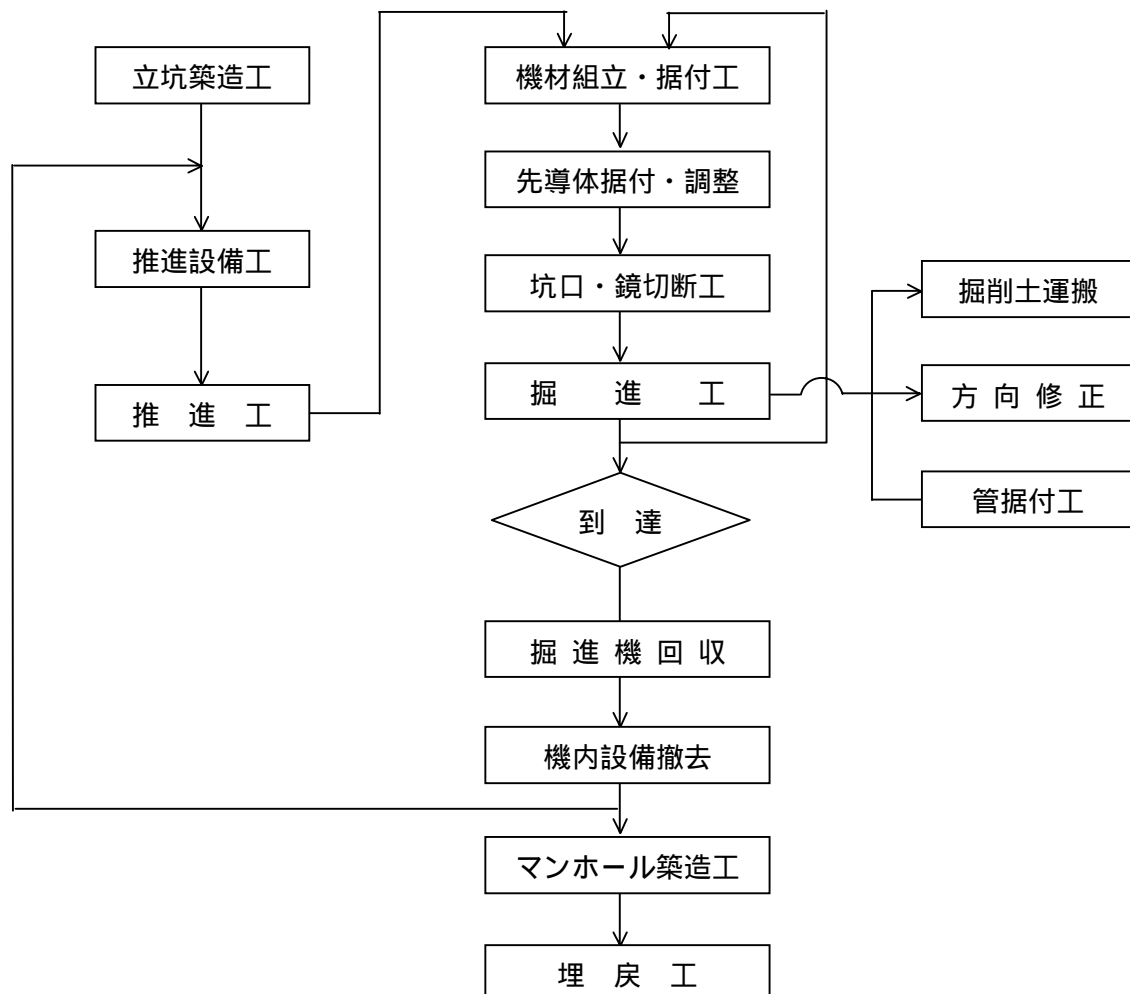 立坑築造工
推進設備工
推 進 工
機材組立・据付工
先導体据付・調整
坑口・鏡切断工
掘 進 工
到 達
掘 進 機 回 収
機内設備撤去
マンホール築造工
埋 戻 工
掘削土運搬
方 向 修 正
管据付工